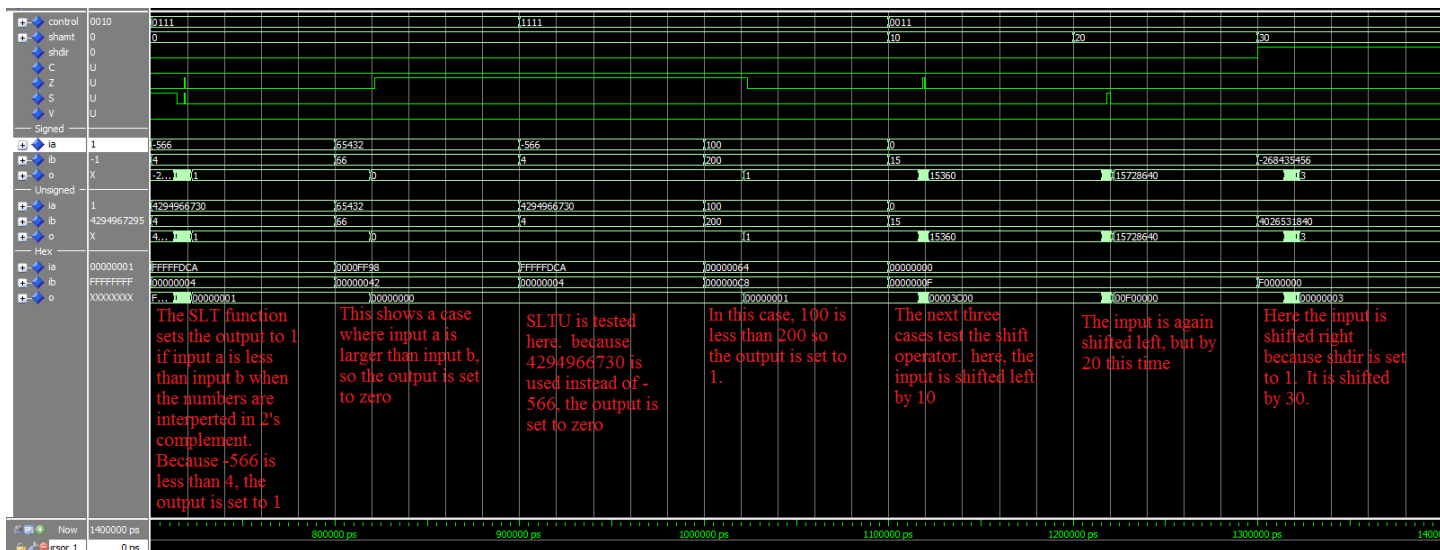 control 0010 0111 1111 0011
shamt 0 0 10 20 30
shdir 0
C U
Z U
S U
V U
Signed
ia 1 -566 65432 -566 100 0
ib -1 4 66 4 200 15 -268435456
o X -2... 1 0 1 15360 15728640 3
Unsigned
ia 1 4294966730 65432 4294966730 100 0
ib 4294967295 4 66 4 200 15 4026531840
o X 4... 1 0 1 15360 15728640 3
Hex
ia 00000001 FFFFFDCA 0000FF98 FFFFFDCA 00000064 00000000
ib FFFFFFFF 00000004 00000042 00000004 000000C8 0000000F F0000000
o XXXXXXXX F... 00000001 00000000 00000001 00003C00 00F00000 00000003
The SLT function
sets the output to 1
if input a is less
than input b when
the numbers are
interperted in 2's
complement.
Because -566 is
less than 4, the
output is set to 1
This shows a case
where input a is
larger than input b,
so the output is set
to zero
SLTU is tested
here. because
4294966730 is
used instead of -
566, the output is
set to zero
In this case, 100 is
less than 200 so
the output is set to
1.
The next three
cases test the shift
operator. here, the
input is shifted left
by 10
The input is again
shifted left, but by
20 this time
Here the input is
shifted right
because shdir is set
to 1. It is shifted
by 30.
Now 1400000 ps 800000 ps 900000 ps 1000000 ps 1100000 ps 1200000 ps 1300000 ps 1400
ursor 1 0 ps